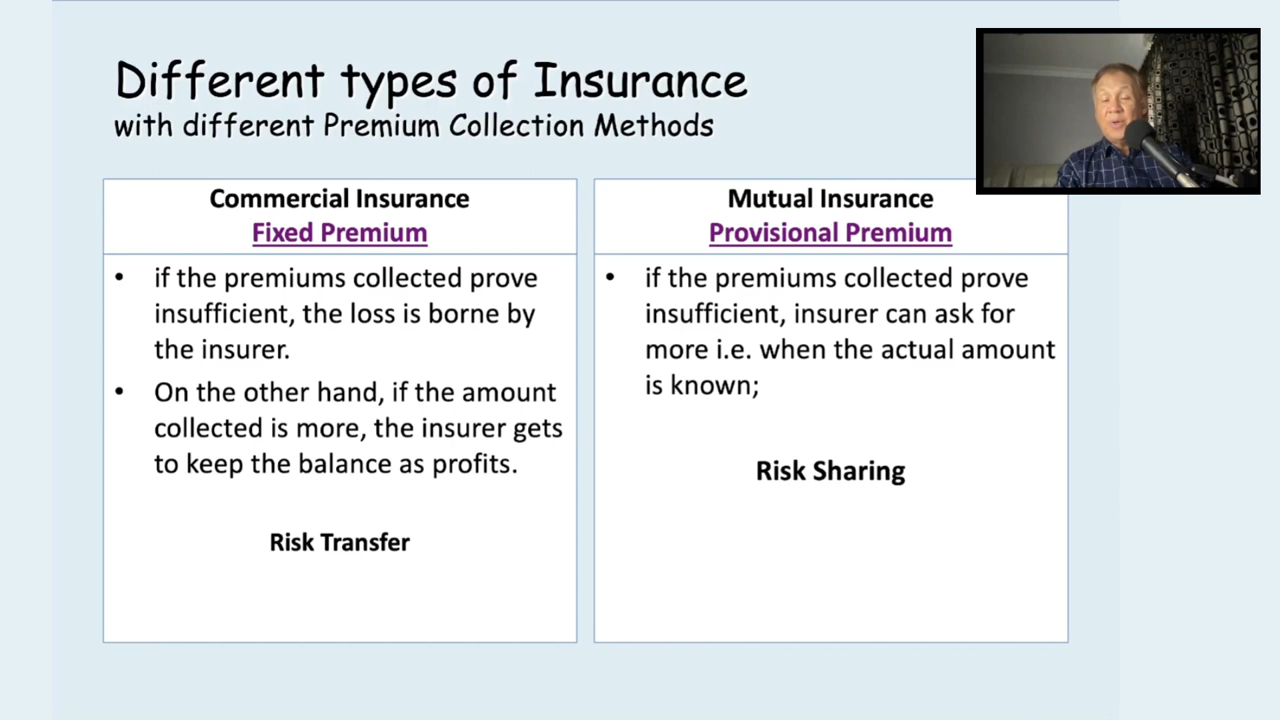 Different types of Insurance
with different Premium Collection Methods
Commercial Insurance
Fixed Premium
• if the premiums collected prove
insufficient, the loss is borne by
the insurer.
• On the other hand, if the amount
collected is more, the insurer gets
to keep the balance as profits.
Risk Transfer
Mutual Insurance
Provisional Premium
• if the premiums collected prove
insufficient, insurer can ask for
more i.e. when the actual amount
is known;
Risk Sharing